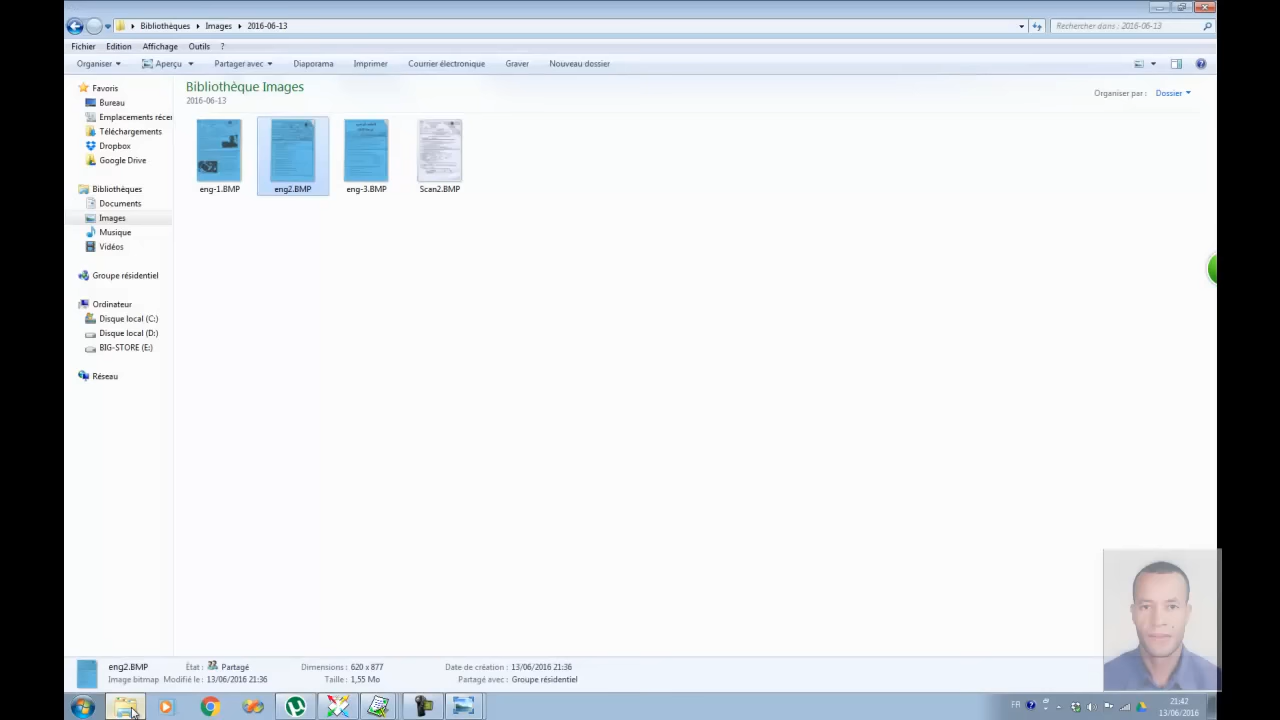 Bibliothèques ▸ Images ▸ 2016-06-13
Rechercher dans : 2016-06-13
Fichier Edition Affichage Outils ?
Organiser Aperçu Partager avec Diaporama Imprimer Courrier électronique Graver Nouveau dossier
Favoris
Bureau
Emplacements récer
Téléchargements
Dropbox
Google Drive
Bibliothèques
Documents
Images
Musique
Vidéos
Groupe résidentiel
Ordinateur
Disque local (C:)
Disque local (D:)
BIG-STORE (E:)
Réseau
Bibliothèque Images
2016-06-13
Organiser par : Dossier
eng-1.BMP eng2.BMP eng-3.BMP Scan2.BMP
eng2.BMP État : Partagé Dimensions : 620 x 877 Date de création : 13/06/2016 21:36
Image bitmap Modifié le : 13/06/2016 21:36 Taille : 1,55 Mo Partagé avec : Groupe résidentiel
FR 21:42
13/06/2016